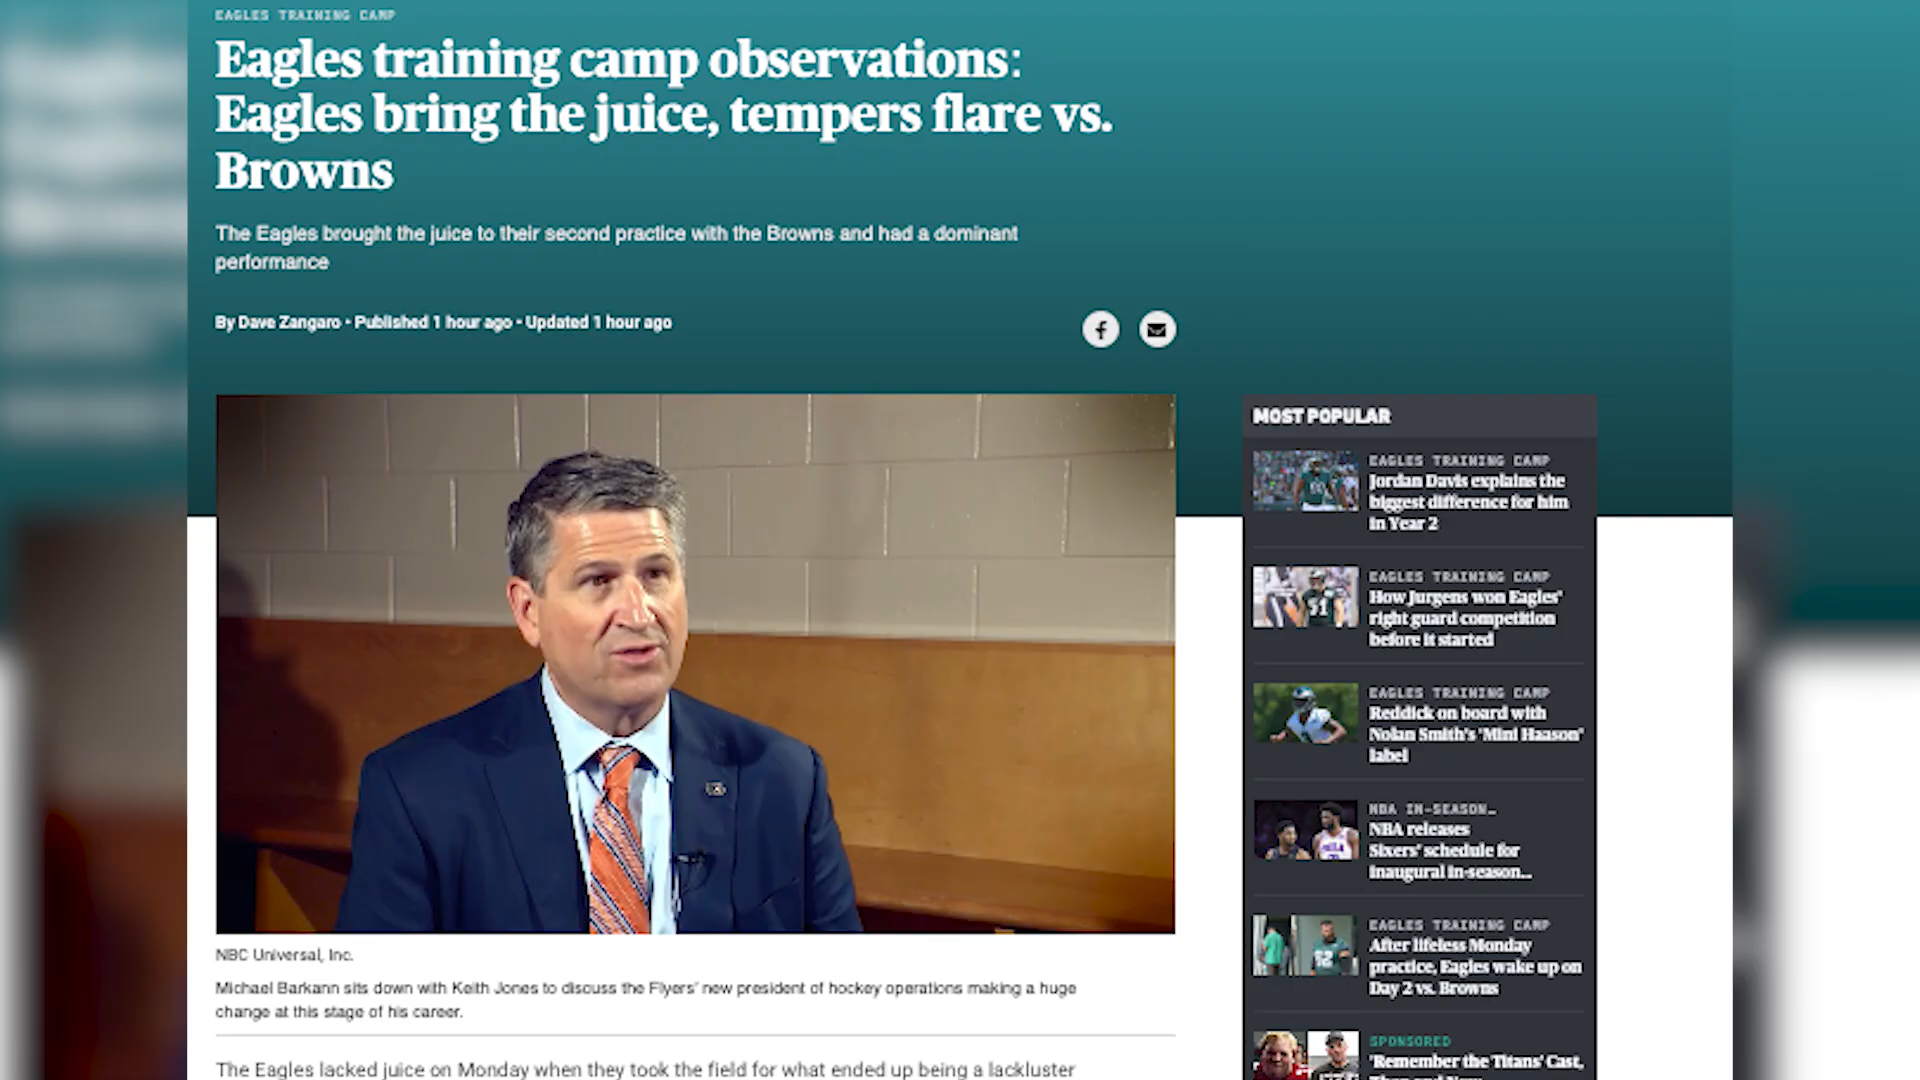 EAGLES TRAINING CAMP
Eagles training camp observations:
Eagles bring the juice, tempers flare vs.
Browns
The Eagles brought the juice to their second practice with the Browns and had a dominant
performance
By Dave Zangaro • Published 1 hour ago • Updated 1 hour ago
NBC Universal, Inc.
Michael Barkann sits down with Keith Jones to discuss the Flyers' new president of hockey operations making a huge
change at this stage of his career.
The Eagles lacked juice on Monday when they took the field for what ended up being a lackluster
MOST POPULAR
EAGLES TRAINING CAMP
Jordan Davis explains the
biggest difference for him
in Year 2
EAGLES TRAINING CAMP
How Jurgens won Eagles'
right guard competition
before it started
EAGLES TRAINING CAMP
Reddick on board with
Nolan Smith's 'Mini Haason'
label
NBA IN-SEASON…
NBA releases
Sixers' schedule for
inaugural in-season...
EAGLES TRAINING CAMP
After lifeless Monday
practice, Eagles wake up on
Day 2 vs. Browns
SPONSORED
'Remember the Titans' Cast,